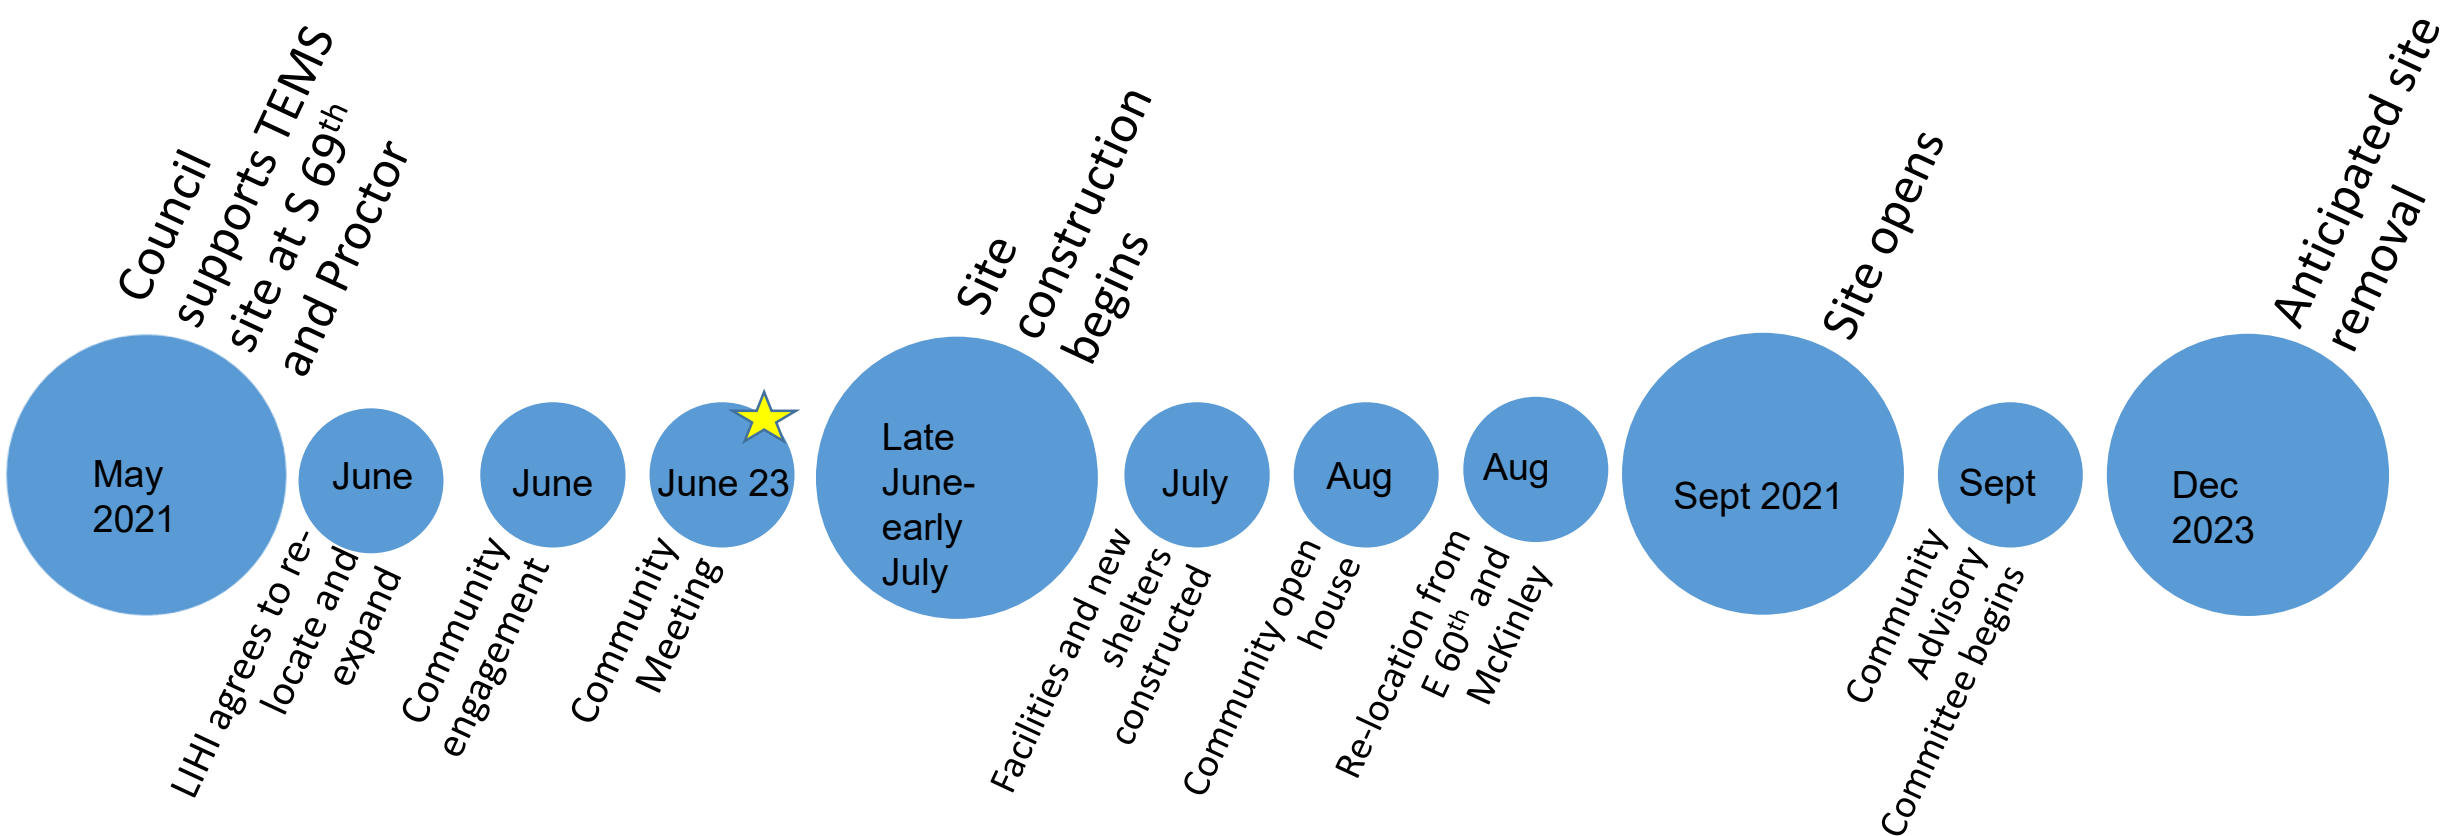 Council
supports TEMS
site at S 69th
and Proctor
May
2021
June
LIHI agrees to re-
locate and
expand
June
Community
engagement
June 23
Community
Meeting
Site
construction
begins
Late
June-
early
July
July
Facilities and new
shelters
constructed
Aug
Community open
house
Aug
Re-location from
E 60th and
McKinley
Site opens
Sept 2021
Sept
Community
Advisory
Committee begins
Anticipated site
removal
Dec
2023